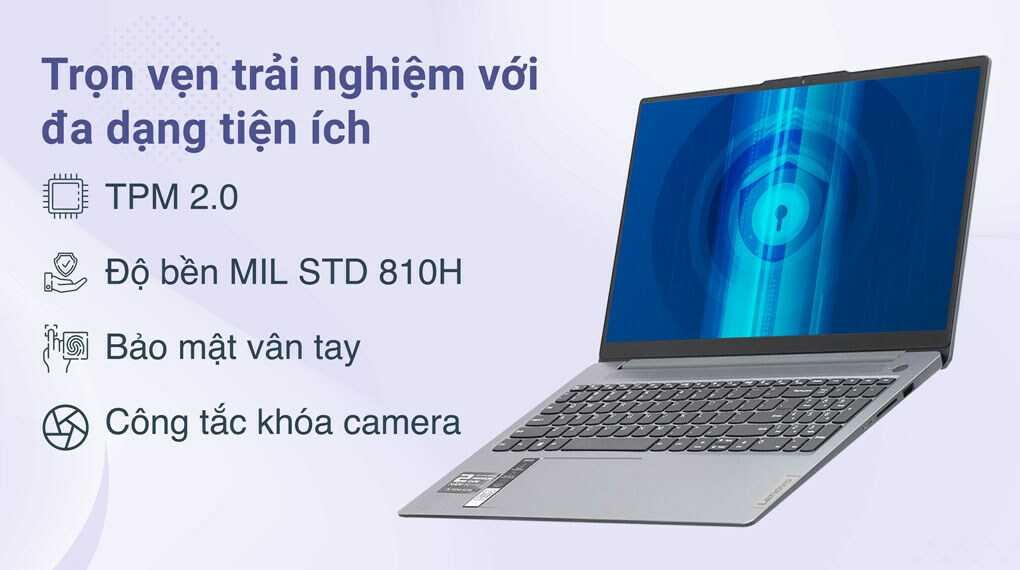 Trọn vẹn trải nghiệm với
đa dạng tiện ích
TPM 2.0
Độ bền MIL STD 810H
Bảo mật vân tay
Công tắc khóa camera
Lenovo